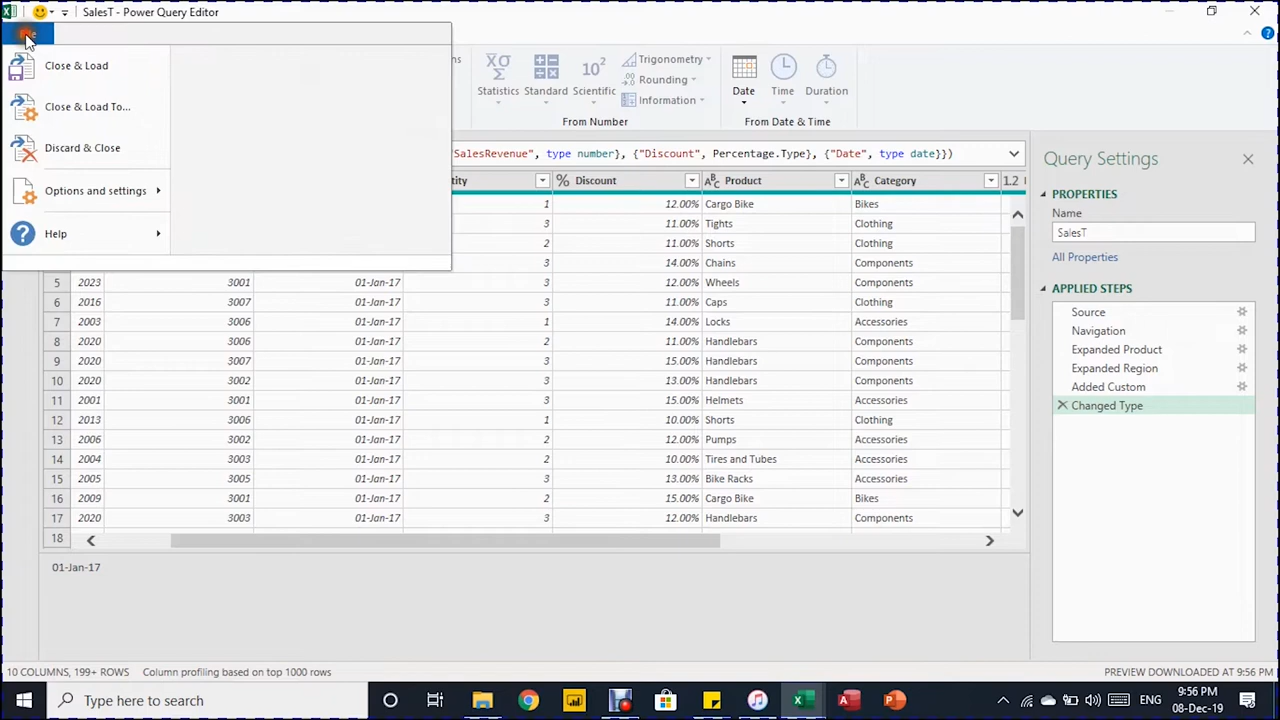 SalesT - Power Query Editor
Close & Load
Close & Load To...
Discard & Close
Options and settings
Help
Statistics
Standard
10²
Scientific
Trigonometry
Rounding
Information
From Number
Date
Time
Duration
From Date & Time
"SalesRevenue", type number}, {"Discount", Percentage.Type}, {"Date", type date}})
tity % Discount ABC Product ABC Category 1.2
1 12.00% Cargo Bike Bikes
3 11.00% Tights Clothing
2 11.00% Shorts Clothing
3 14.00% Chains Components
5 2023 3001 01-Jan-17 3 12.00% Wheels Components
6 2016 3007 01-Jan-17 3 11.00% Caps Clothing
7 2003 3006 01-Jan-17 1 14.00% Locks Accessories
8 2020 3006 01-Jan-17 2 11.00% Handlebars Components
9 2020 3007 01-Jan-17 3 15.00% Handlebars Components
10 2020 3002 01-Jan-17 3 13.00% Handlebars Components
11 2001 3001 01-Jan-17 3 15.00% Helmets Accessories
12 2013 3006 01-Jan-17 1 10.00% Shorts Clothing
13 2006 3002 01-Jan-17 2 12.00% Pumps Accessories
14 2004 3003 01-Jan-17 2 10.00% Tires and Tubes Accessories
15 2005 3005 01-Jan-17 3 13.00% Bike Racks Accessories
16 2009 3001 01-Jan-17 2 15.00% Cargo Bike Bikes
17 2020 3003 01-Jan-17 3 12.00% Handlebars Components
18
01-Jan-17
Query Settings
PROPERTIES
Name
SalesT
All Properties
APPLIED STEPS
Source
Navigation
Expanded Product
Expanded Region
Added Custom
Changed Type
10 COLUMNS, 199+ ROWS Column profiling based on top 1000 rows
PREVIEW DOWNLOADED AT 9:56 PM
Type here to search
ENG
9:56 PM
08-Dec-19